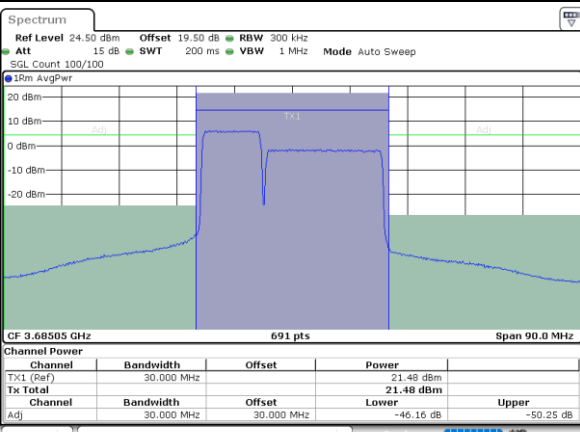 Spectrum
Ref Level 24.50 dBm Offset 19.50 dB RBW 300 kHz
Att 15 dB SWT 200 ms VBW 1 MHz Mode Auto Sweep
SGL Count 100/100
1Rm AvgPwr
20 dBm
TX1
10 dBm
Adj Adj
0 dBm
-10 dBm
-20 dBm
CF 3.68505 GHz 691 pts Span 90.0 MHz
Channel Power
Channel Bandwidth Offset Power
TX1 (Ref) 30.000 MHz 21.48 dBm
Tx Total 21.48 dBm
Channel Bandwidth Offset Lower Upper
Adj 30.000 MHz 30.000 MHz -46.16 dB -50.25 dB